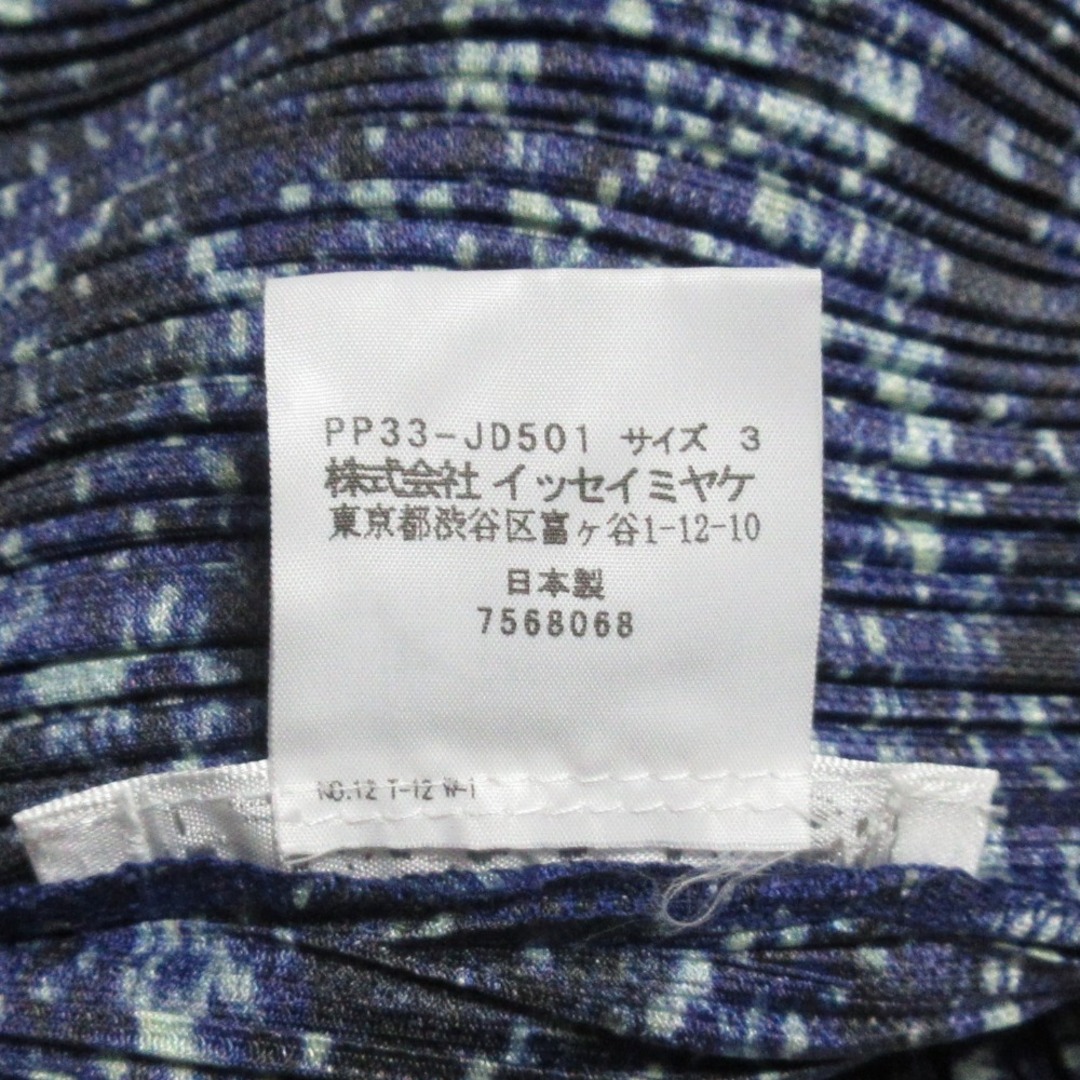 PP33-JD501 サイズ 3
株式会社 イッセイミヤケ
東京都渋谷区富ヶ谷1-12-10
日本製
7568068
NO.12 T-12 W-1